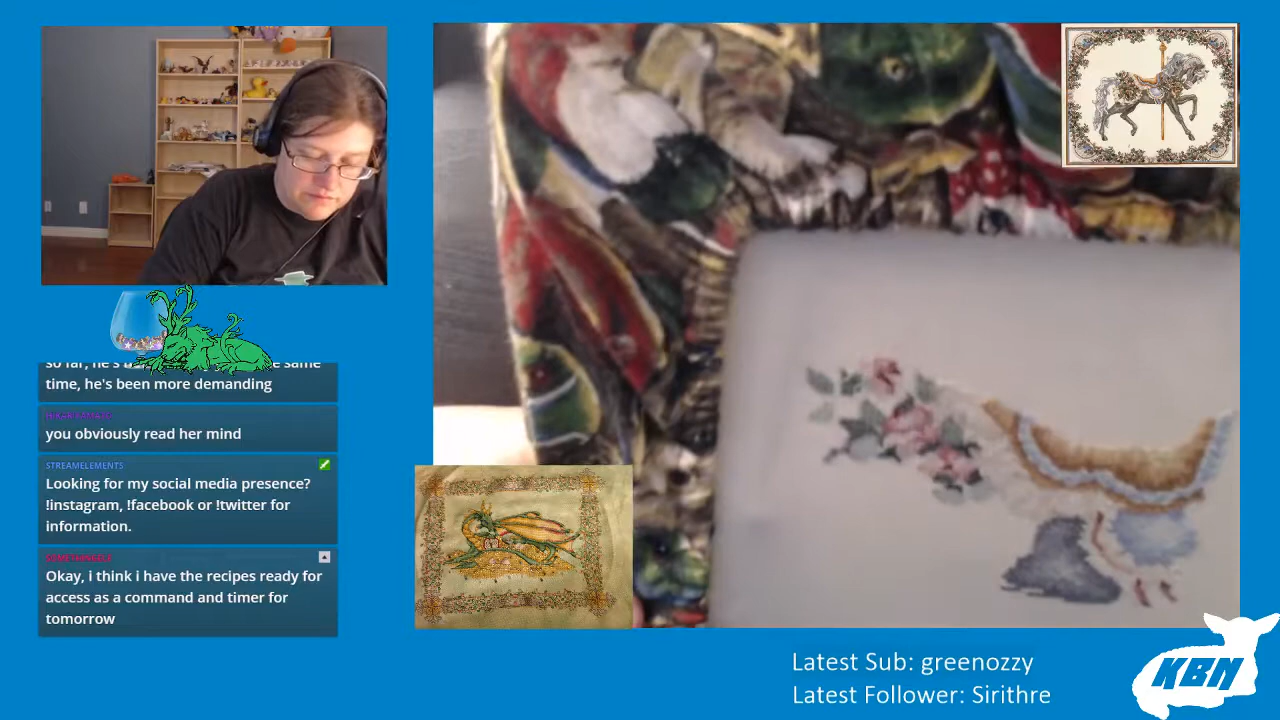 time, he's been more demanding
you obviously read her mind
STREAMELEMENTS
Looking for my social media presence?
!instagram, !facebook or !twitter for
information.
Okay, i think i have the recipes ready for
access as a command and timer for
tomorrow
Latest Sub: greenozzy
Latest Follower: Sirithre
KBN